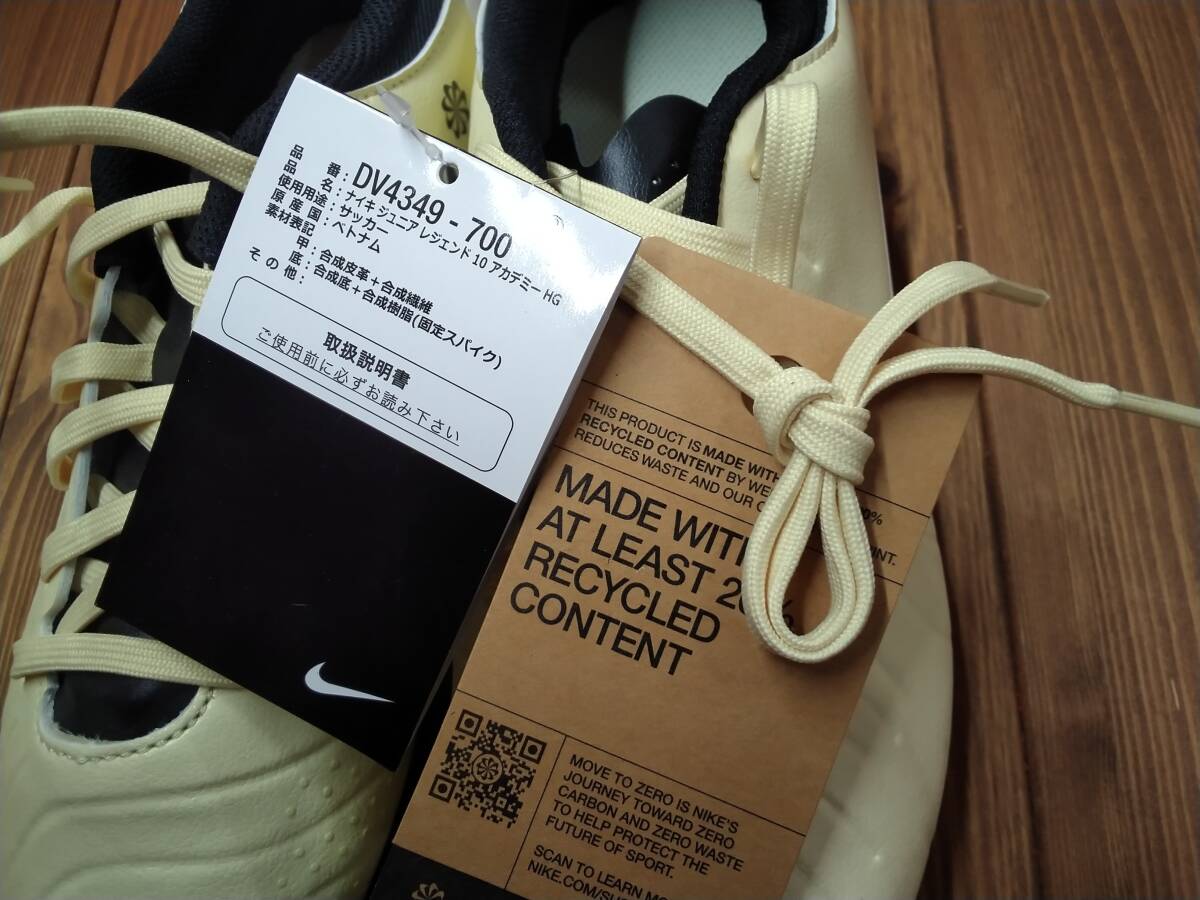 品番：DV4349-700
品名：ナイキ ジュニア レジェンド 10 アカデミー HG
使用用途：サッカー
原産国：ベトナム
素材表記
甲：合成皮革＋合成繊維
底：合成底＋合成樹脂(固定スパイク)
その他：
取扱説明書
ご使用前に必ずお読み下さい
THIS PRODUCT IS MADE WITH
RECYCLED CONTENT BY WE
REDUCES WASTE AND OUR
MADE WITH
AT LEAST
RECYCLED
CONTENT
MOVE TO ZERO IS NIKE'S
JOURNEY TOWARD ZERO
CARBON AND ZERO WASTE
TO HELP PROTECT THE
FUTURE OF SPORT.
SCAN TO LEARN